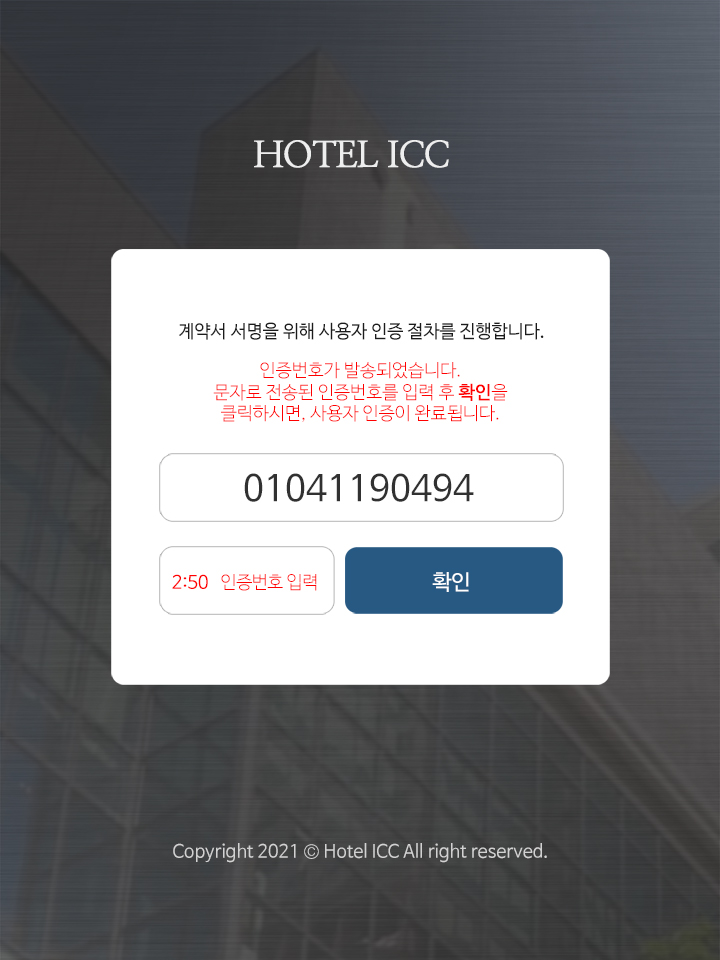 HOTEL ICC
계약서 서명을 위해 사용자 인증 절차를 진행합니다.
인증번호가 발송되었습니다.
문자로 전송된 인증번호를 입력 후 확인을
클릭하시면, 사용자 인증이 완료됩니다.
01041190494
2:50 인증번호 입력
확인
Copyright 2021 © Hotel ICC All right reserved.